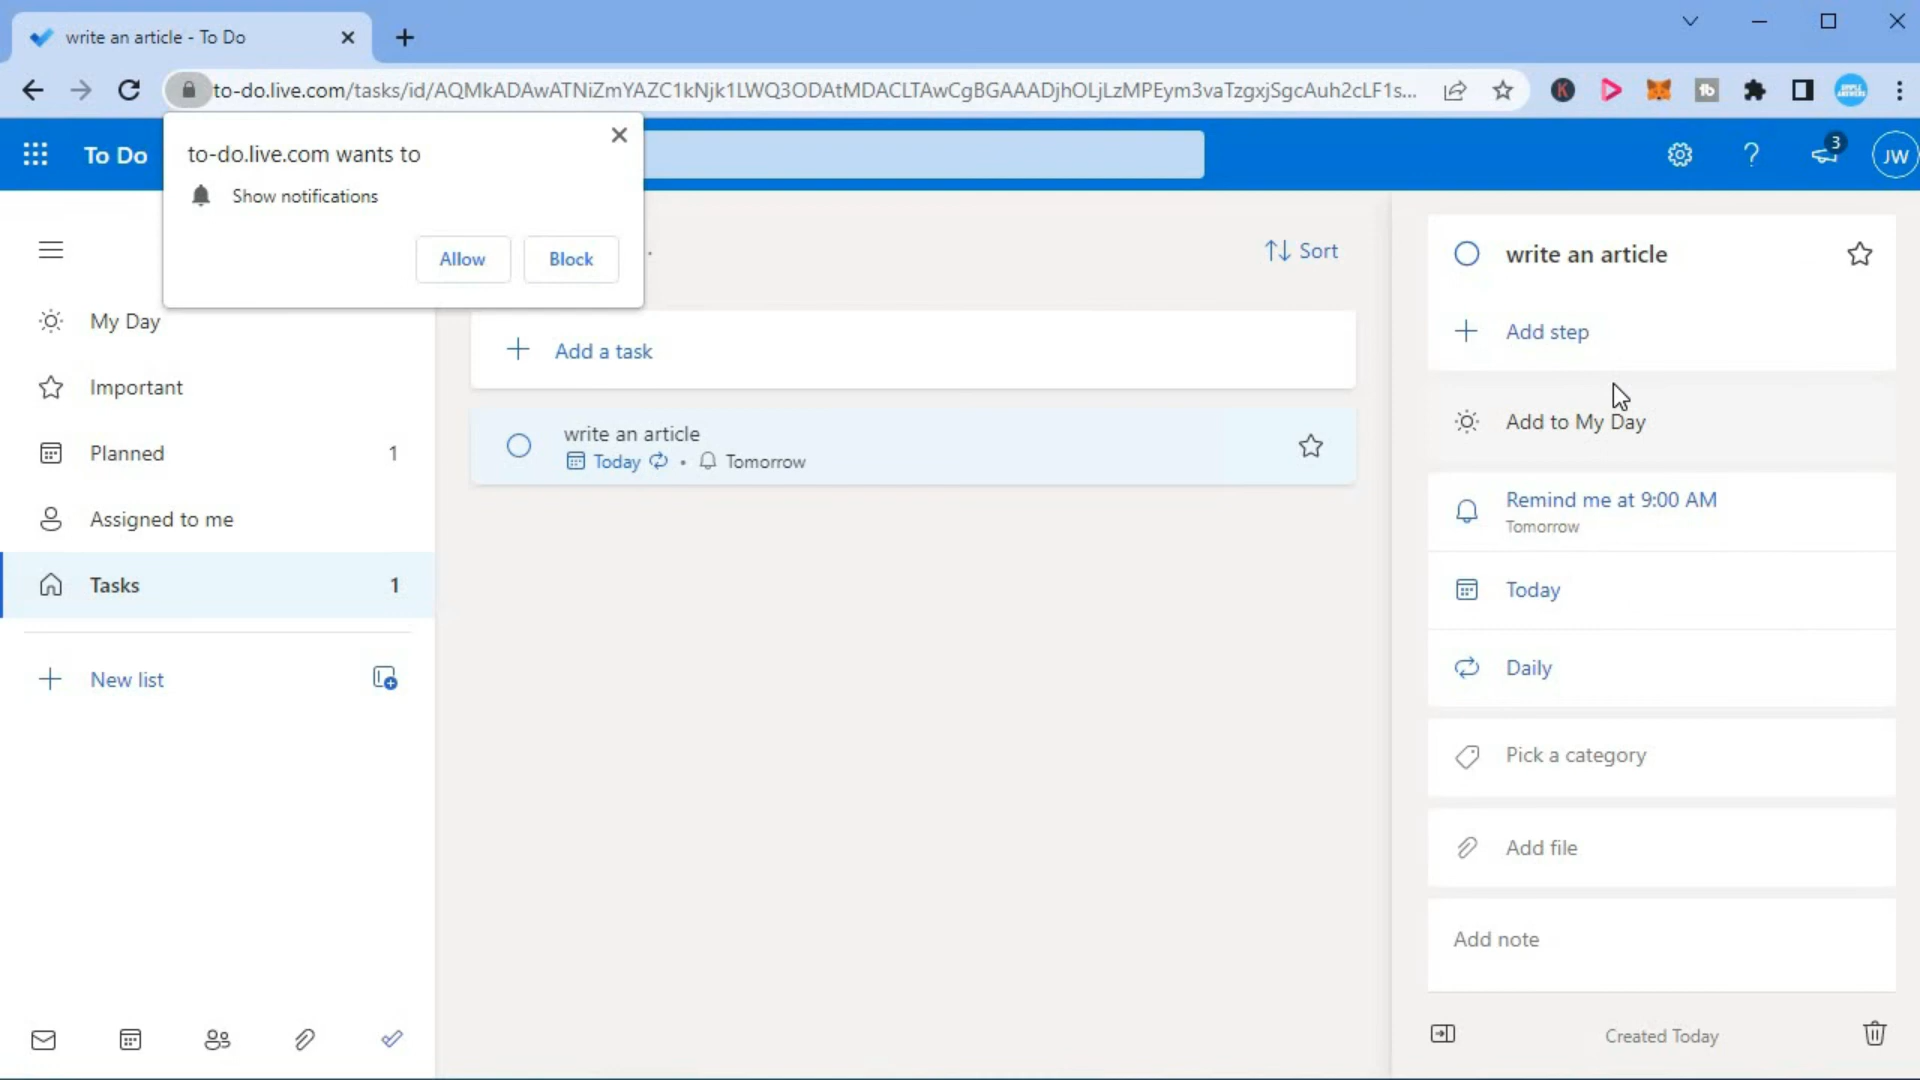 write an article - To Do
to-do.live.com/tasks/id/AQMkADAwATNiZmYAZC1kNjk1LWQ3ODAtMDACLTAwCgBGAAADjhOLjLzMPEym3vaTzgxjSgcAuh2cLF1s...
K
tb
To Do
3
JW
to-do.live.com wants to
Show notifications
Allow
Block
My Day
Important
Planned 1
Assigned to me
Tasks 1
New list
Sort
Add a task
write an article
Today • Tomorrow
write an article
Add step
Add to My Day
Remind me at 9:00 AM
Tomorrow
Today
Daily
Pick a category
Add file
Add note
Created Today